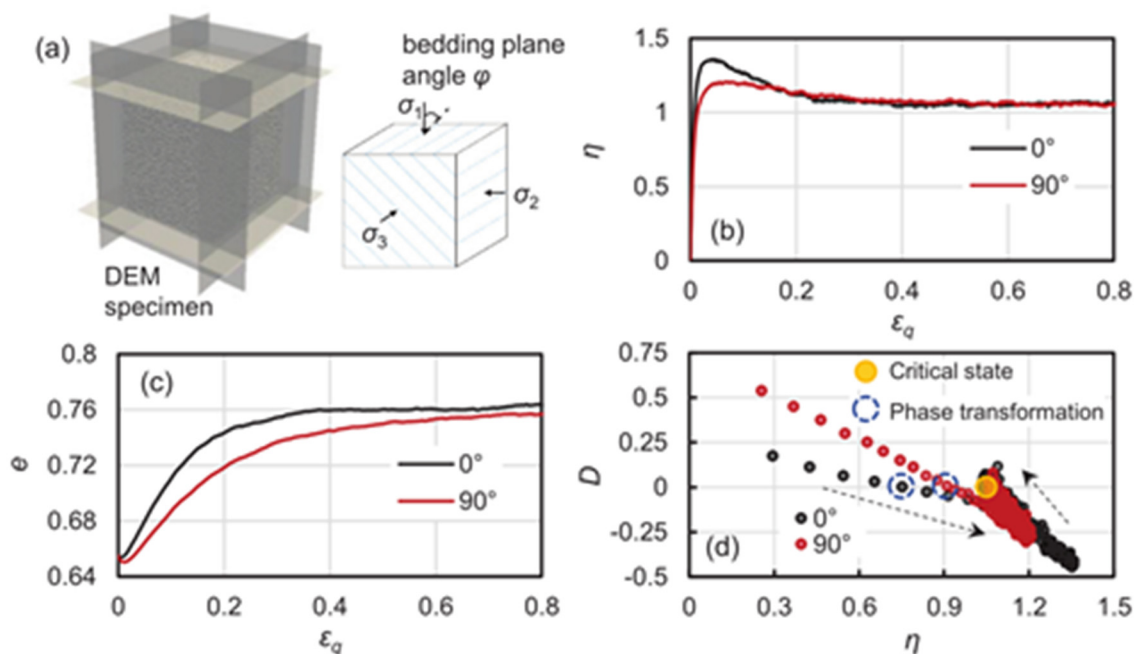 (a)
bedding plane
angle φ
σ1
σ2
σ3
DEM
specimen
1.5
1
0.5
0
η
0°
90°
(b)
0 0.2 0.4 0.6 0.8
εq
0.8
0.76
0.72
0.68
0.64
e
(c)
0°
90°
0 0.2 0.4 0.6 0.8
εq
0.75
0.5
0.25
0
-0.25
-0.5
D
Critical state
Phase transformation
0°
90°
(d)
0 0.3 0.6 0.9 1.2 1.5
η